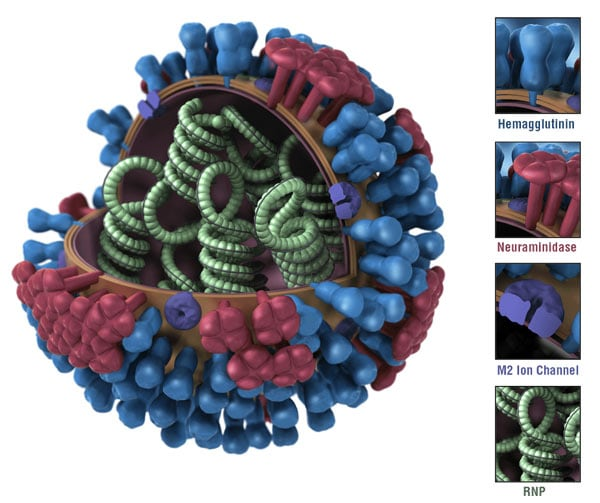 Hemagglutinin
Neuraminidase
M2 Ion Channel
RNP